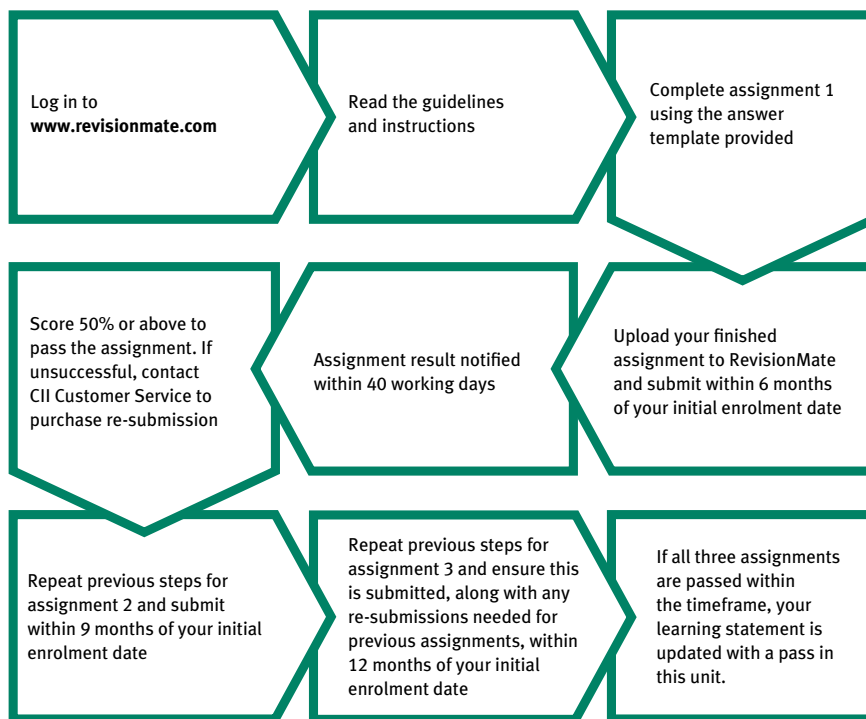 Log in to
www.revisionmate.com
Read the guidelines
and instructions
Complete assignment 1
using the answer
template provided
Upload your finished
assignment to RevisionMate
and submit within 6 months
of your initial enrolment date
Assignment result notified
within 40 working days
Score 50% or above to
pass the assignment. If
unsuccessful, contact
CII Customer Service to
purchase re-submission
Repeat previous steps for
assignment 2 and submit
within 9 months of your initial
enrolment date
Repeat previous steps for
assignment 3 and ensure this
is submitted, along with any
re-submissions needed for
previous assignments, within
12 months of your initial
enrolment date
If all three assignments
are passed within
the timeframe, your
learning statement is
updated with a pass in
this unit.